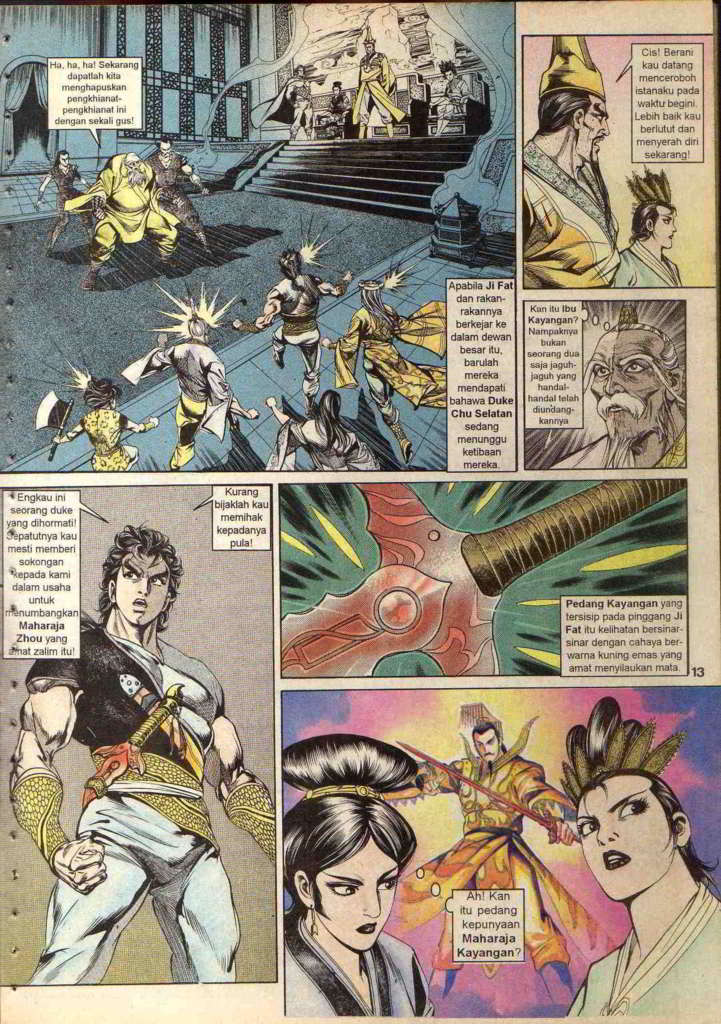 Ha, ha, ha! Sekarang
dapatlah kita
menghapuskan
pengkhianat-
pengkhianat ini
dengan sekali gus!
Cis! Berani
kau datang
menceroboh
istanaku pada
waktu begini.
Lebih baik kau
berlutut dan
menyerah diri
sekarang!
Apabila Ji Fat
dan rakan-
rakannya
berkejar ke
dalam dewan
besar itu,
barulah
mereka
mendapati
bahawa Duke
Chu Selatan
sedang
menunggu
ketibaan
mereka.
Kan itu Ibu
Kayangan?
Nampaknya
bukan
seorang dua
saja jaguh-
jaguh yang
handal-
handal telah
diundang-
kannya
Engkau ini
seorang duke
yang dihormati!
Sepatutnya kau
mesti memberi
sokongan
kepada kami
dalam usaha
untuk
menumbangkan
Maharaja
Zhou yang
amat zalim itu!
Kurang
bijaklah kau
memihak
kepadanya
pula!
Pedang Kayangan yang
tersisip pada pinggang Ji
Fat itu kelihatan bersinar-
sinar dengan cahaya ber-
warna kuning emas yang
amat menyilaukan mata.
13
Ah! Kan
itu pedang
kepunyaan
Maharaja
Kayangan?